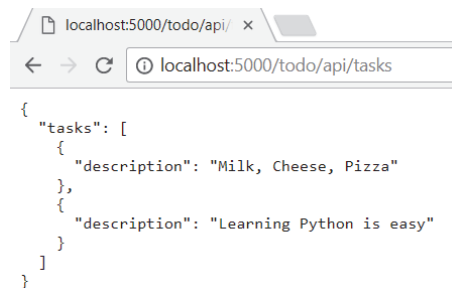 localhost:5000/todo/api/
localhost:5000/todo/api/tasks
{
  "tasks": [
    {
      "description": "Milk, Cheese, Pizza"
    },
    {
      "description": "Learning Python is easy"
    }
  ]
}